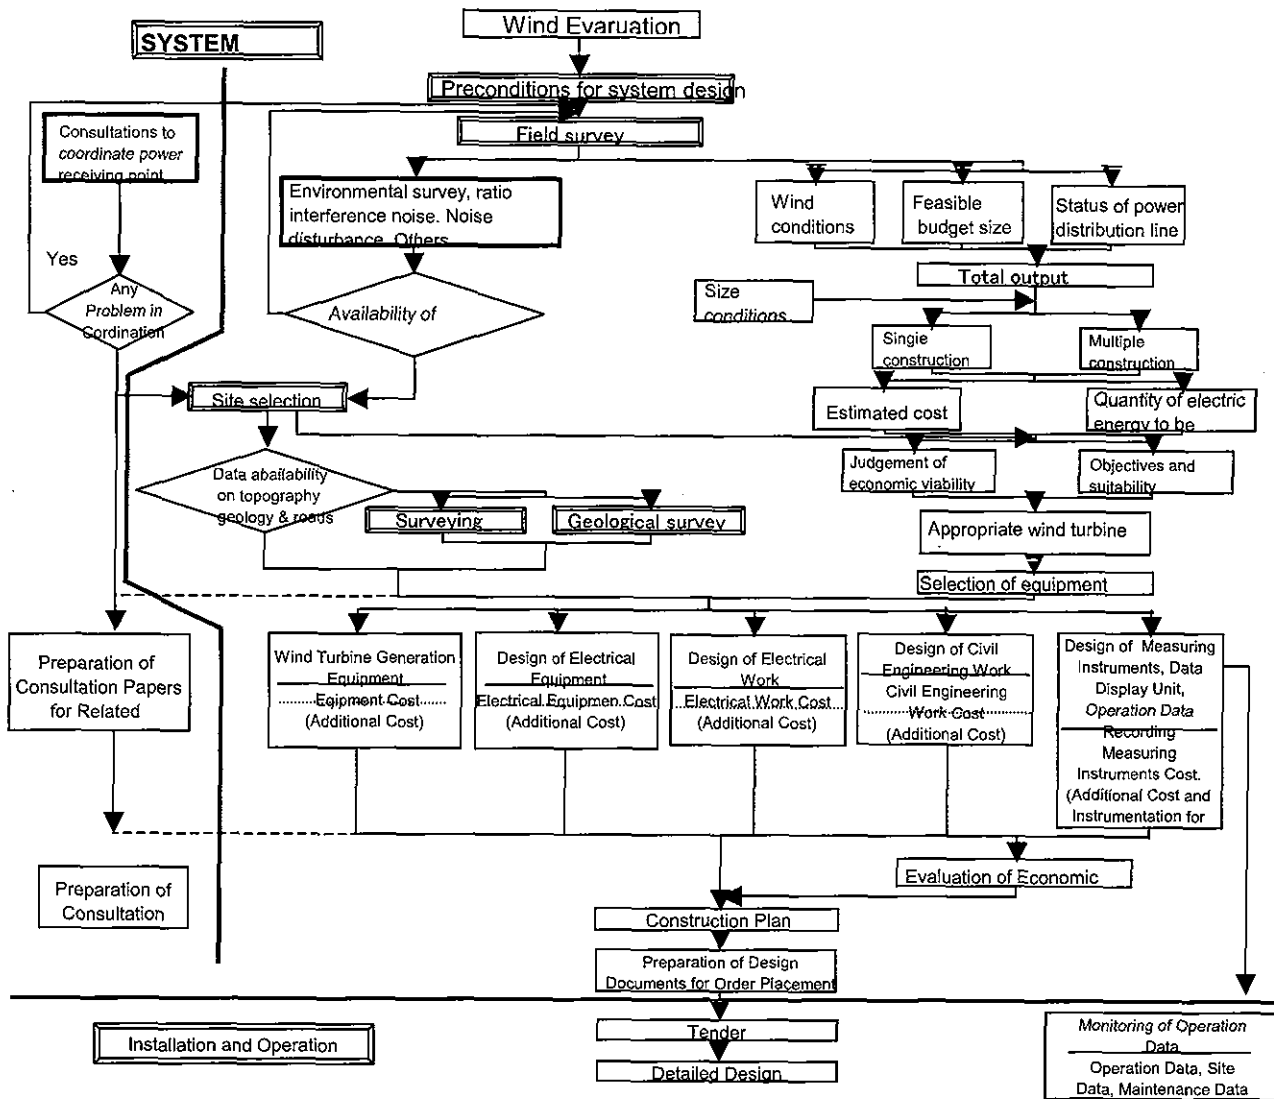 SYSTEM
Wind Evaruation
Preconditions for system design
Field survey
Consultations to
coordinate power
receiving point
Environmental survey, ratio
interference noise. Noise
disturbance. Others
Wind
conditions
Feasible
budget size
Status of power
distribution line
Yes
Any
Problem in
Cordination
Availability of
Total output
Size
conditions
Single
construction
Multiple
construction
Site selection
Estimated cost
Quantity of electric
energy to be
Data abailability
on topography
geology & roads
Judgement of
economic viability
Objectives and
suitability
Surveying
Geological survey
Appropriate wind turbine
Selection of equipment
Preparation of
Consultation Papers
for Related
Wind Turbine Generation
Equipment
Eqipment Cost
(Additional Cost)
Design of Electrical
Equipment
Electrical Equipmen Cost
(Additional Cost)
Design of Electrical
Work
Electrical Work Cost
(Additional Cost)
Design of Civil
Engineering Work
Civil Engineering
Work Cost
(Additional Cost)
Design of Measuring
Instruments, Data
Display Unit,
Operation Data
Recording
Measuring
Instruments Cost.
(Additional Cost and
Instrumentation for
Preparation of
Consultation
Evaluation of Economic
Construction Plan
Preparation of Design
Documents for Order Placement
Installation and Operation
Tender
Detailed Design
Monitoring of Operation
Data
Operation Data, Site
Data, Maintenance Data